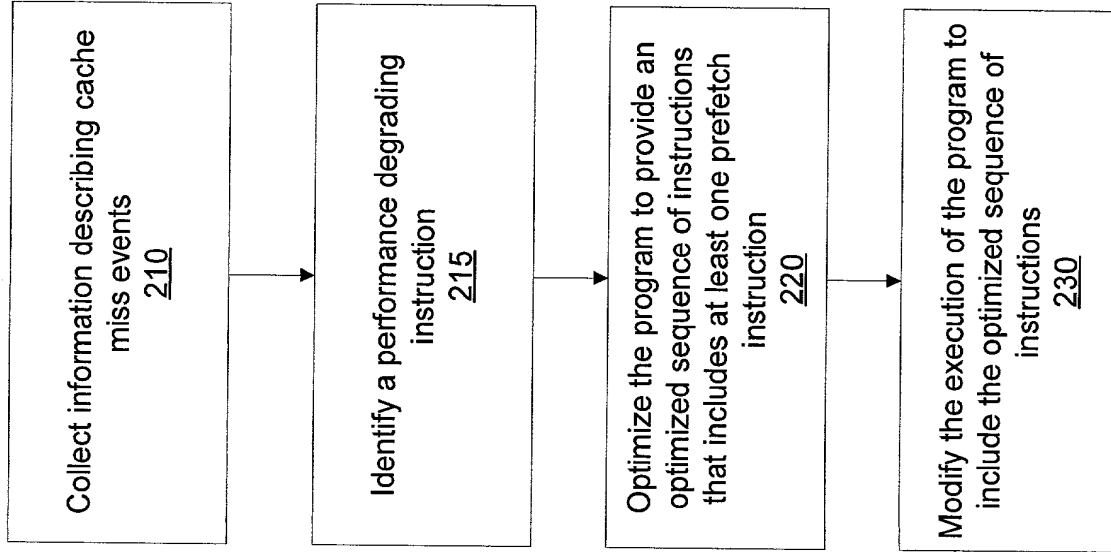 Collect information describing cache
miss events
210
Identify a performance degrading
instruction
215
Optimize the program to provide an
optimized sequence of instructions
that includes at least one prefetch
instruction
220
Modify the execution of the program to
include the optimized sequence of
instructions
230